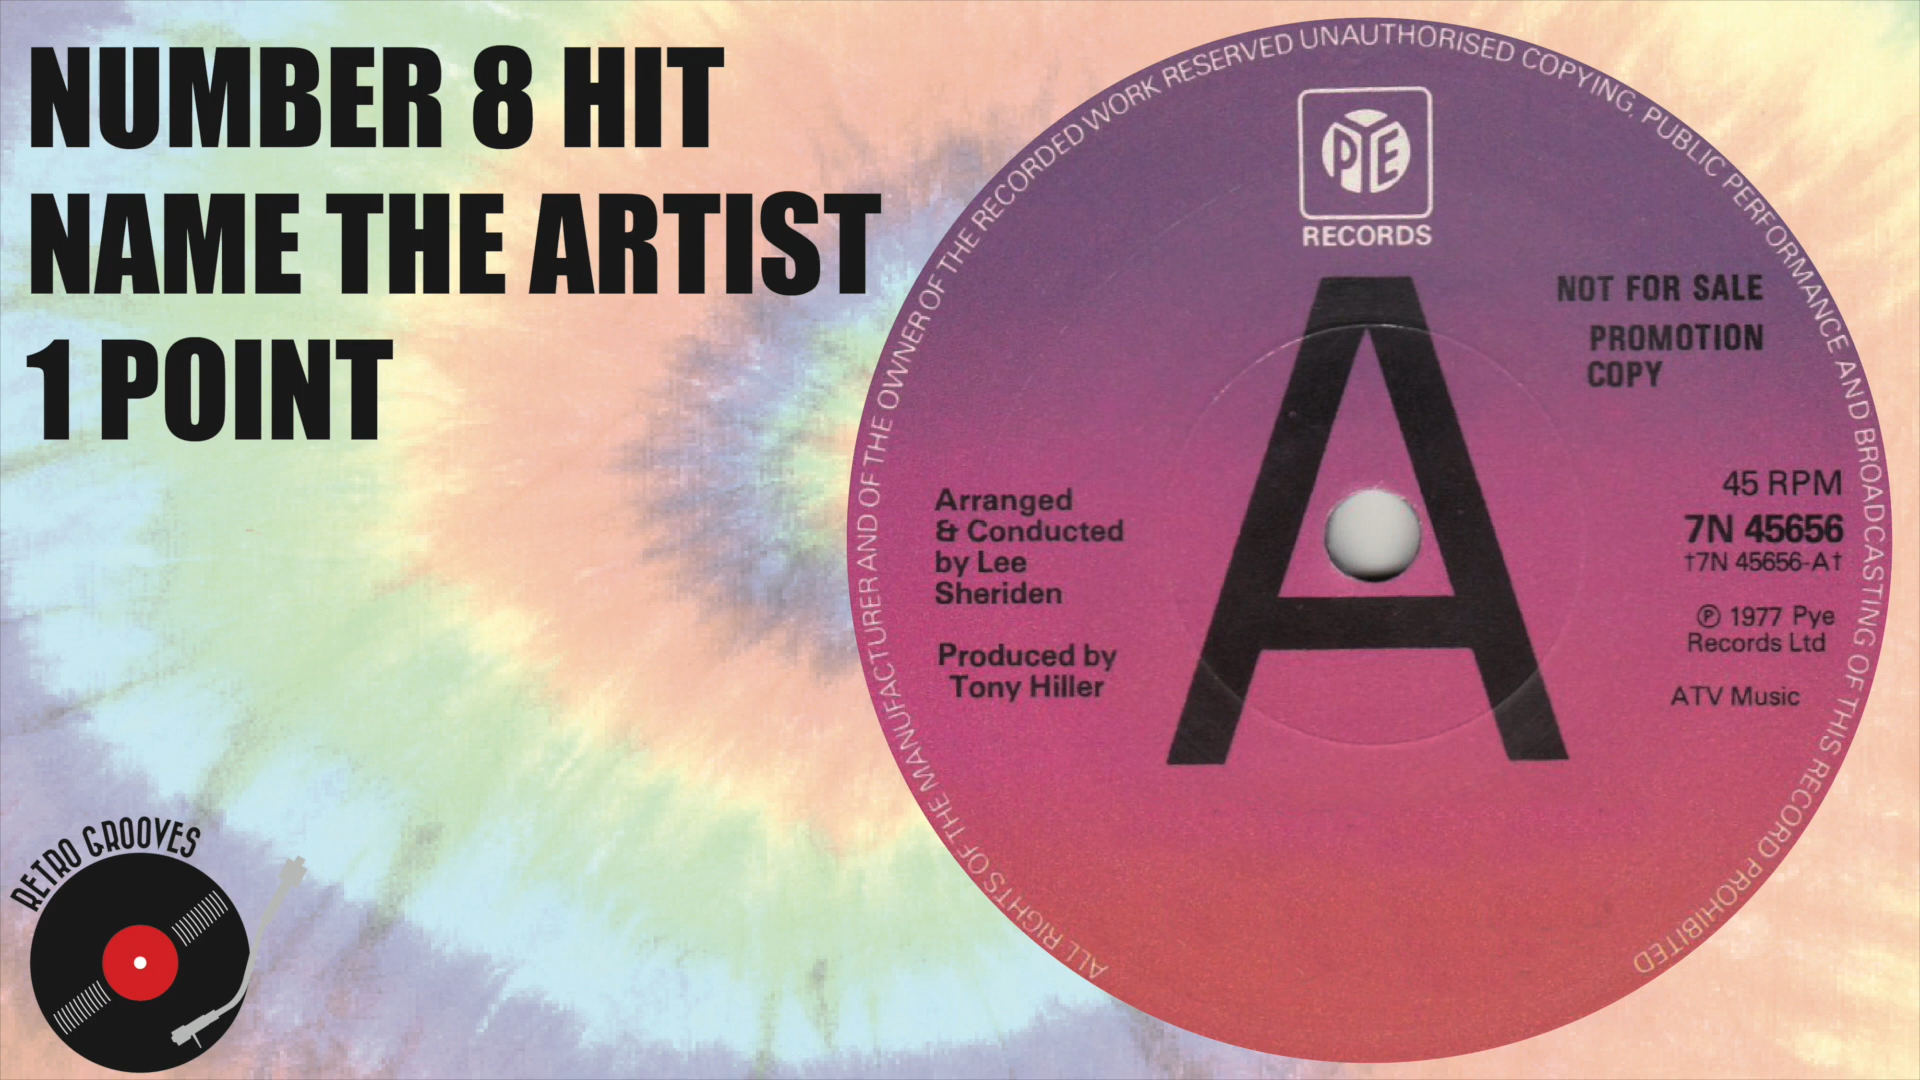 NUMBER 8 HIT
NAME THE ARTIST
1 POINT
ALL RIGHTS OF THE MANUFACTURER AND OF THE OWNER OF THE RECORDED WORK RESERVED UNAUTHORISED COPYING, PUBLIC PERFORMANCE AND BROADCASTING OF THIS RECORD PROHIBITED
PYE
RECORDS
NOT FOR SALE
PROMOTION
COPY
A
Arranged
& Conducted
by Lee
Sheriden
Produced by
Tony Hiller
45 RPM
7N 45656
†7N 45656-A†
℗ 1977 Pye
Records Ltd
ATV Music
RETRO GROOVES